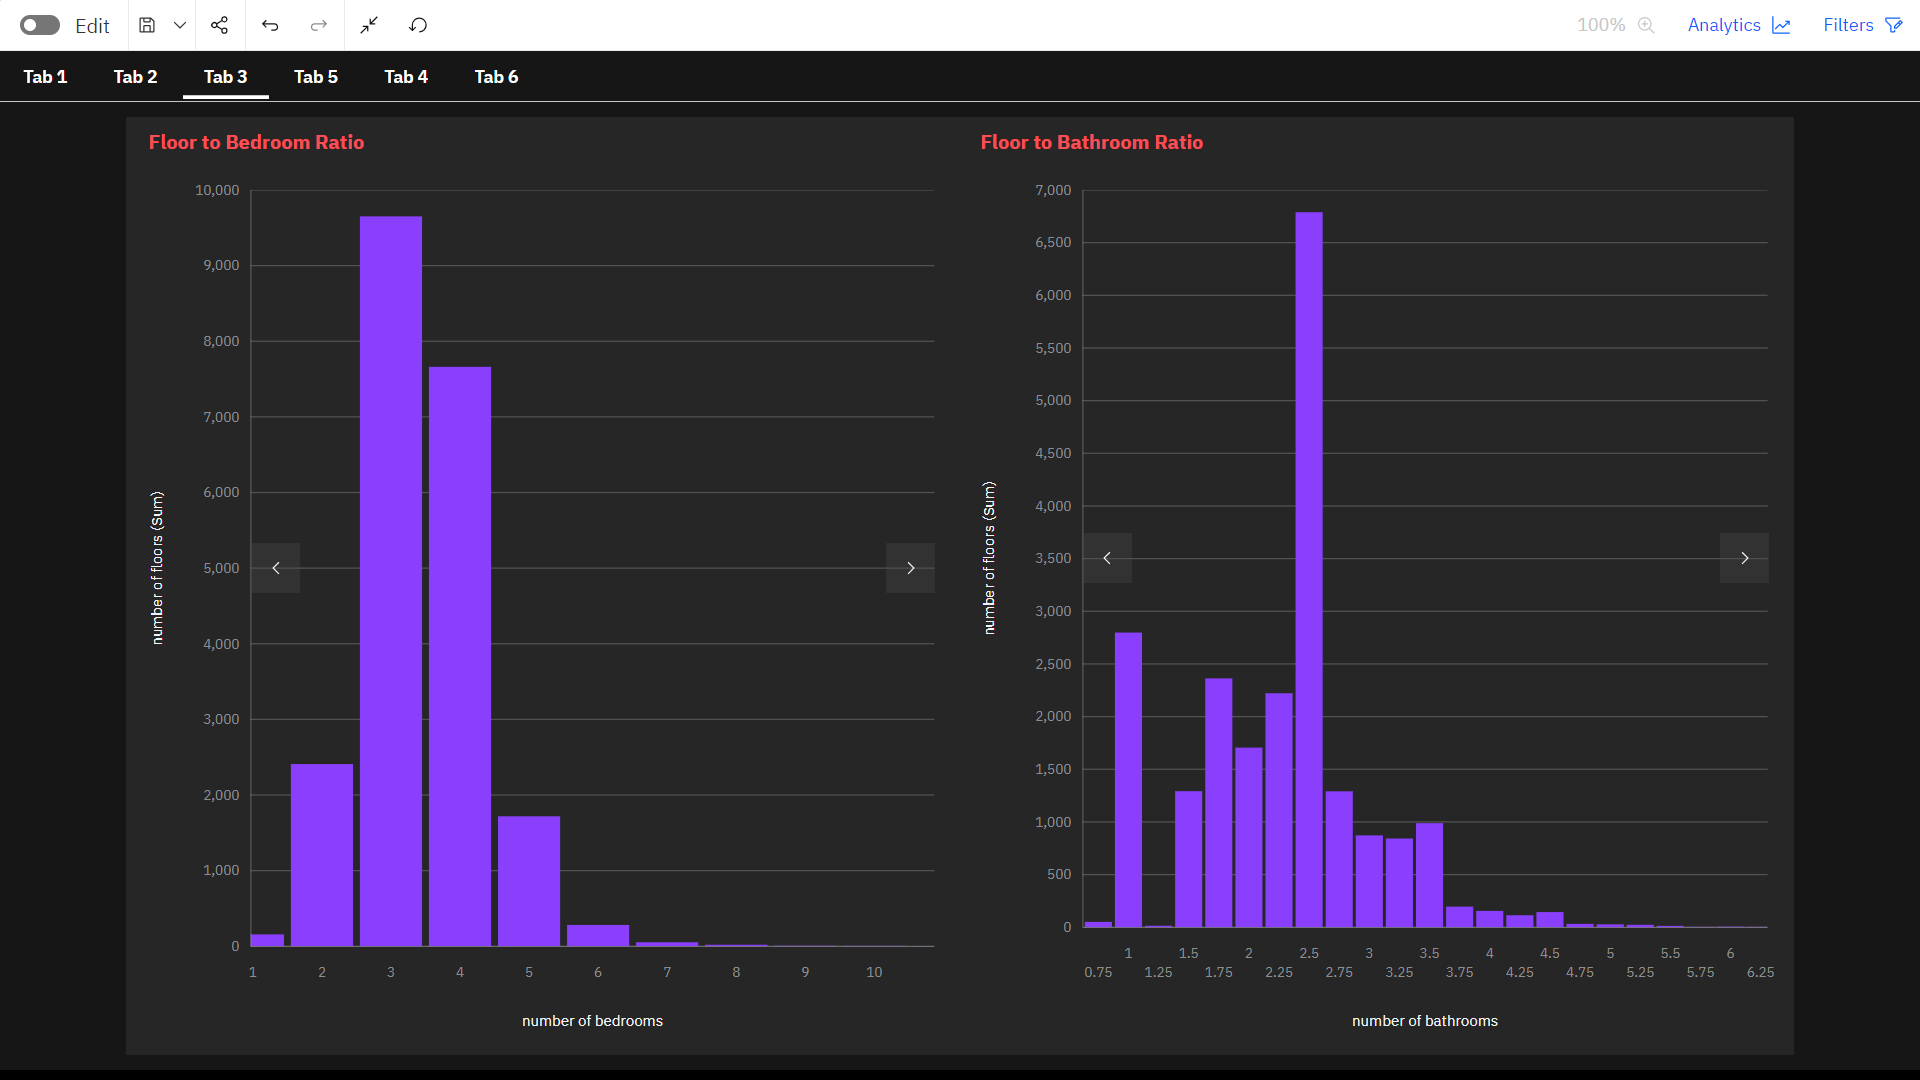 Edit
100%
Analytics
Filters
Tab 1
Tab 2
Tab 3
Tab 5
Tab 4
Tab 6
Floor to Bedroom Ratio
number of floors (Sum)
10,000
9,000
8,000
7,000
6,000
5,000
4,000
3,000
2,000
1,000
0
1 2 3 4 5 6 7 8 9 10
number of bedrooms
Floor to Bathroom Ratio
number of floors (Sum)
7,000
6,500
6,000
5,500
5,000
4,500
4,000
3,500
3,000
2,500
2,000
1,500
1,000
500
0
1 1.5 2 2.5 3 3.5 4 4.5 5 5.5 6
0.75 1.25 1.75 2.25 2.75 3.25 3.75 4.25 4.75 5.25 5.75 6.25
number of bathrooms